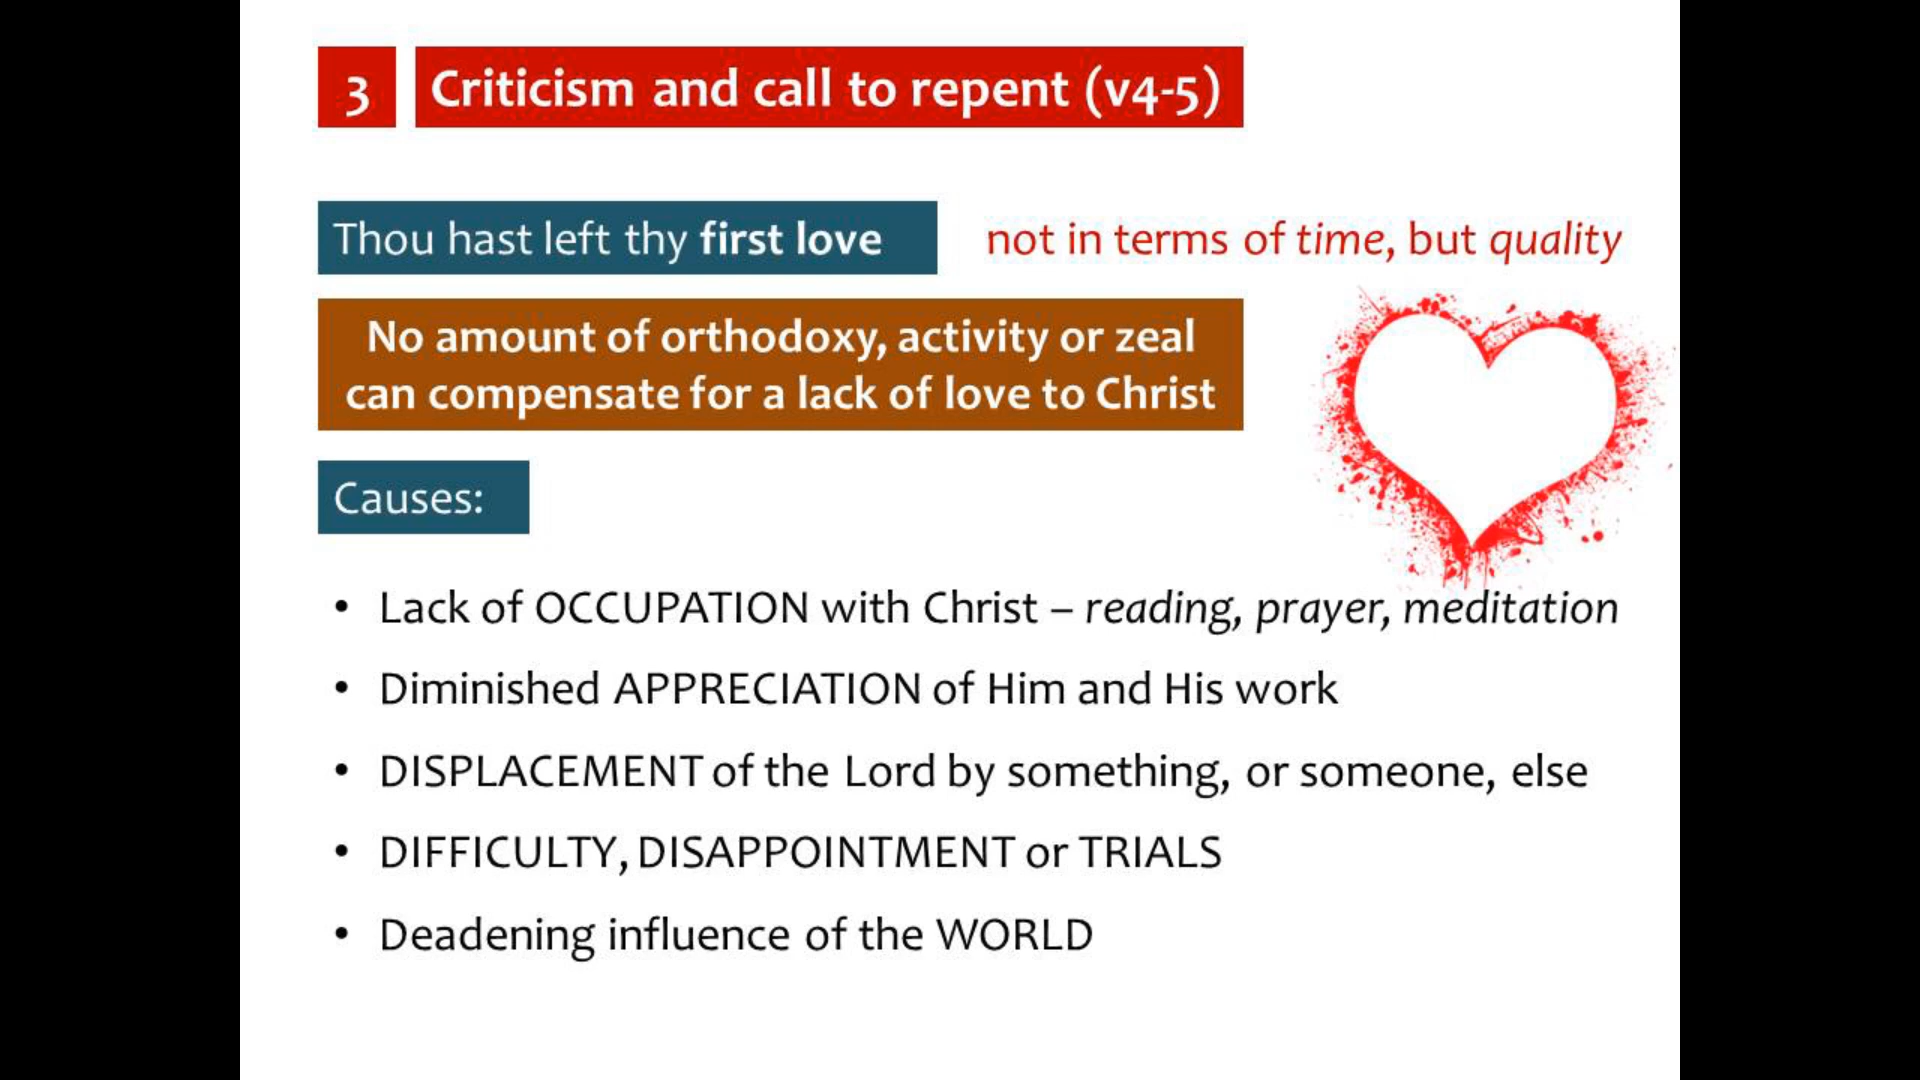 3 Criticism and call to repent (v4-5)
Thou hast left thy first love not in terms of time, but quality
No amount of orthodoxy, activity or zeal
can compensate for a lack of love to Christ
Causes:
• Lack of OCCUPATION with Christ – reading, prayer, meditation
• Diminished APPRECIATION of Him and His work
• DISPLACEMENT of the Lord by something, or someone, else
• DIFFICULTY, DISAPPOINTMENT or TRIALS
• Deadening influence of the WORLD